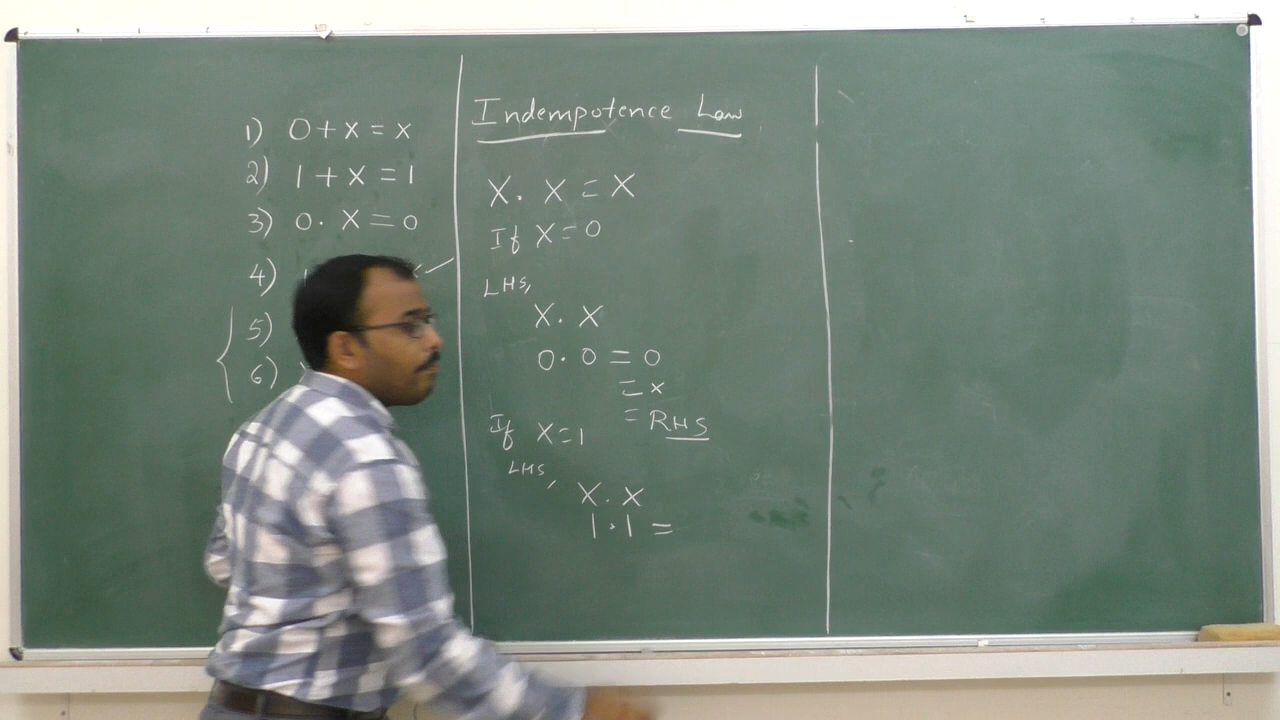 1) 0 + x = x
2) 1 + x = 1
3) 0 . X = 0
4)
5)
6)
Indempotence Law
X . X = X
If X = 0
LHS,
X . X
0 . 0 = 0
= x
= RHS
If X = 1
LHS,
X . X
1 . 1 =